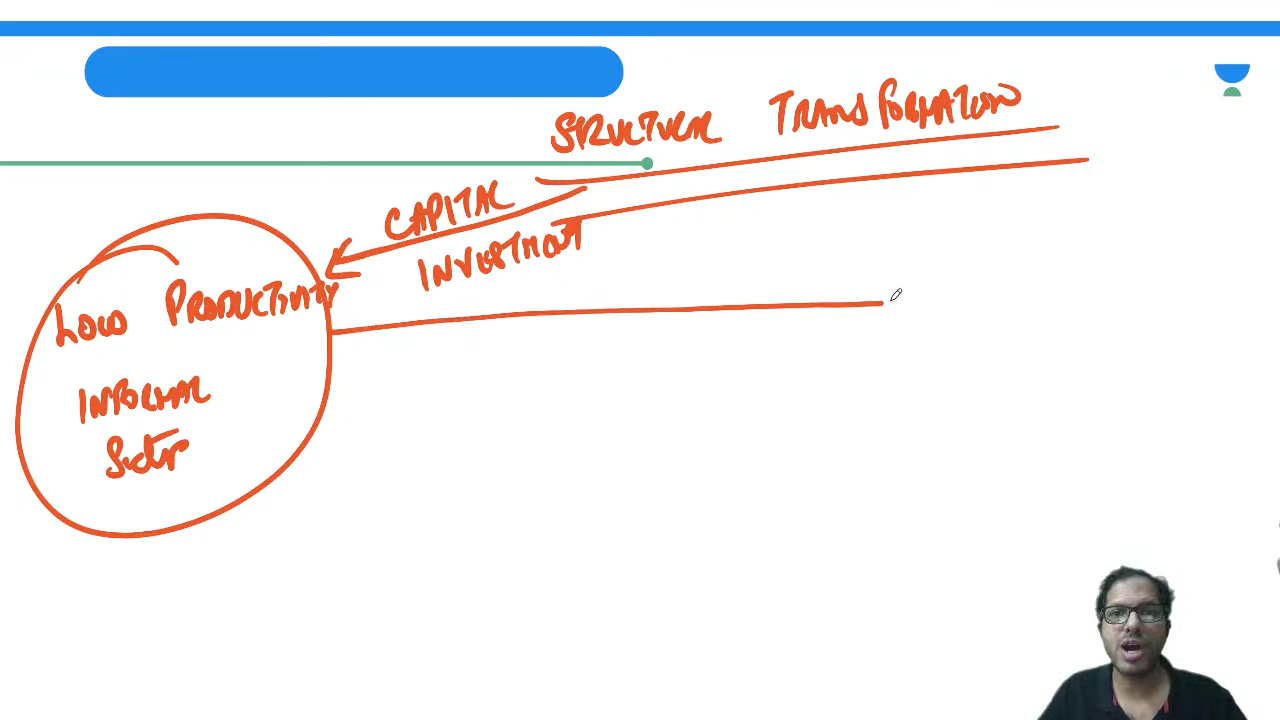 STRUCTURAL TRANSFORMATION
CAPITAL
INVESTMENT
LOW PRODUCTIVITY
INFORMAL
Sector